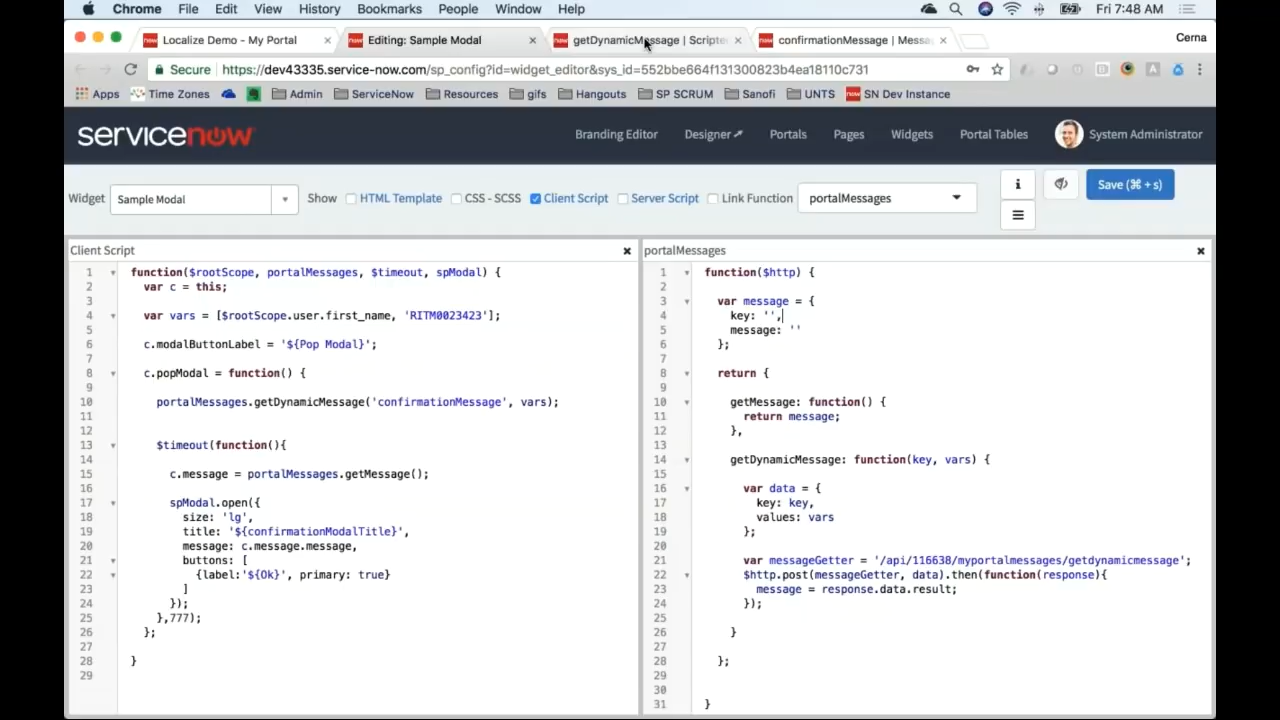 Chrome File Edit View History Bookmarks People Window Help Fri 7:48 AM
Localize Demo - My Portal Editing: Sample Modal getDynamicMessage | Scripte confirmationMessage | Messa Cerna
Secure https://dev43335.service-now.com/sp_config?id=widget_editor&sys_id=552bbe664f131300823b4ea18110c731
Apps Time Zones Admin ServiceNow Resources gifs Hangouts SP SCRUM Sanofi UNTS SN Dev Instance
servicenow Branding Editor Designer Portals Pages Widgets Portal Tables System Administrator
Widget Sample Modal Show HTML Template CSS - SCSS Client Script Server Script Link Function portalMessages Save (⌘ + s)
Client Script
1 function($rootScope, portalMessages, $timeout, spModal) {
2 var c = this;
3
4 var vars = [$rootScope.user.first_name, 'RITM0023423'];
5
6 c.modalButtonLabel = '${Pop Modal}';
7
8 c.popModal = function() {
9
10 portalMessages.getDynamicMessage('confirmationMessage', vars);
11
12
13 $timeout(function(){
14
15 c.message = portalMessages.getMessage();
16
17 spModal.open({
18 size: 'lg',
19 title: '${confirmationModalTitle}',
20 message: c.message.message,
21 buttons: [
22 {label:'${Ok}', primary: true}
23 ]
24 });
25 },777);
26 };
27
28 }
29
portalMessages
1 function($http) {
2
3 var message = {
4 key: '',
5 message: ''
6 };
7
8 return {
9
10 getMessage: function() {
11 return message;
12 },
13
14 getDynamicMessage: function(key, vars) {
15
16 var data = {
17 key: key,
18 values: vars
19 };
20
21 var messageGetter = '/api/116638/myportalmessages/getdynamicmessage';
22 $http.post(messageGetter, data).then(function(response){
23 message = response.data.result;
24 });
25
26 }
27
28 };
29
30
31 }